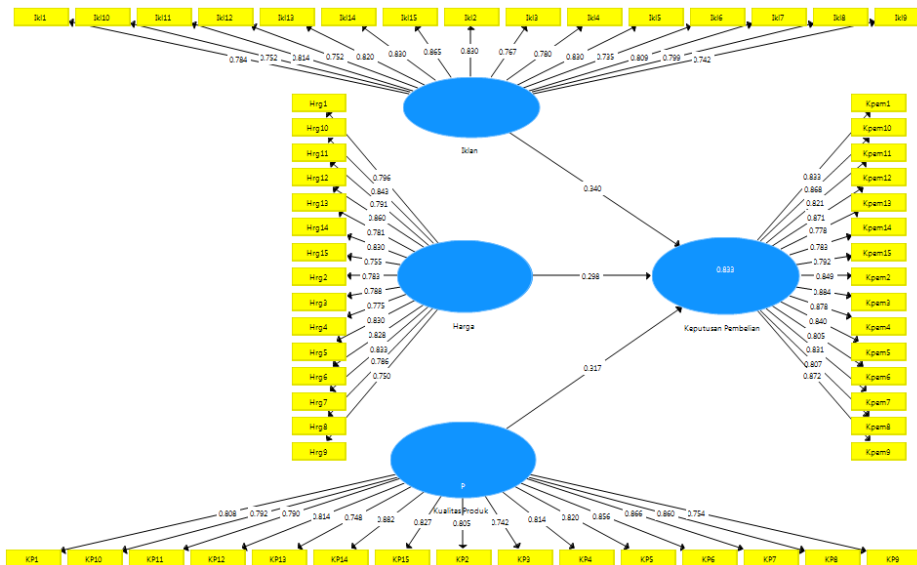 Ikl1 Ikl10 Ikl11 Ikl12 Ikl13 Ikl14 Ikl15 Ikl2 Ikl3 Ikl4 Ikl5 Ikl6 Ikl7 Ikl8 Ikl9
0.784 0.752 0.814 0.752 0.820 0.830 0.865 0.830 0.767 0.780 0.830 0.735 0.809 0.799 0.742
Iklan
Hrg1
Hrg10
Hrg11
Hrg12
Hrg13
Hrg14
Hrg15
Hrg2
Hrg3
Hrg4
Hrg5
Hrg6
Hrg7
Hrg8
Hrg9
0.796
0.843
0.791
0.860
0.781
0.830
0.755
0.783
0.788
0.775
0.830
0.828
0.833
0.786
0.750
Harga
0.340
0.298
0.317
0.833
Keputusan Pembelian
0.833
0.868
0.821
0.871
0.778
0.783
0.792
0.849
0.884
0.878
0.840
0.805
0.831
0.807
0.872
Kpem1
Kpem10
Kpem11
Kpem12
Kpem13
Kpem14
Kpem15
Kpem2
Kpem3
Kpem4
Kpem5
Kpem6
Kpem7
Kpem8
Kpem9
P
Kualitas Produk
0.808 0.792 0.790 0.814 0.748 0.882 0.827 0.805 0.742 0.814 0.820 0.856 0.866 0.860 0.754
KP1 KP10 KP11 KP12 KP13 KP14 KP15 KP2 KP3 KP4 KP5 KP6 KP7 KP8 KP9